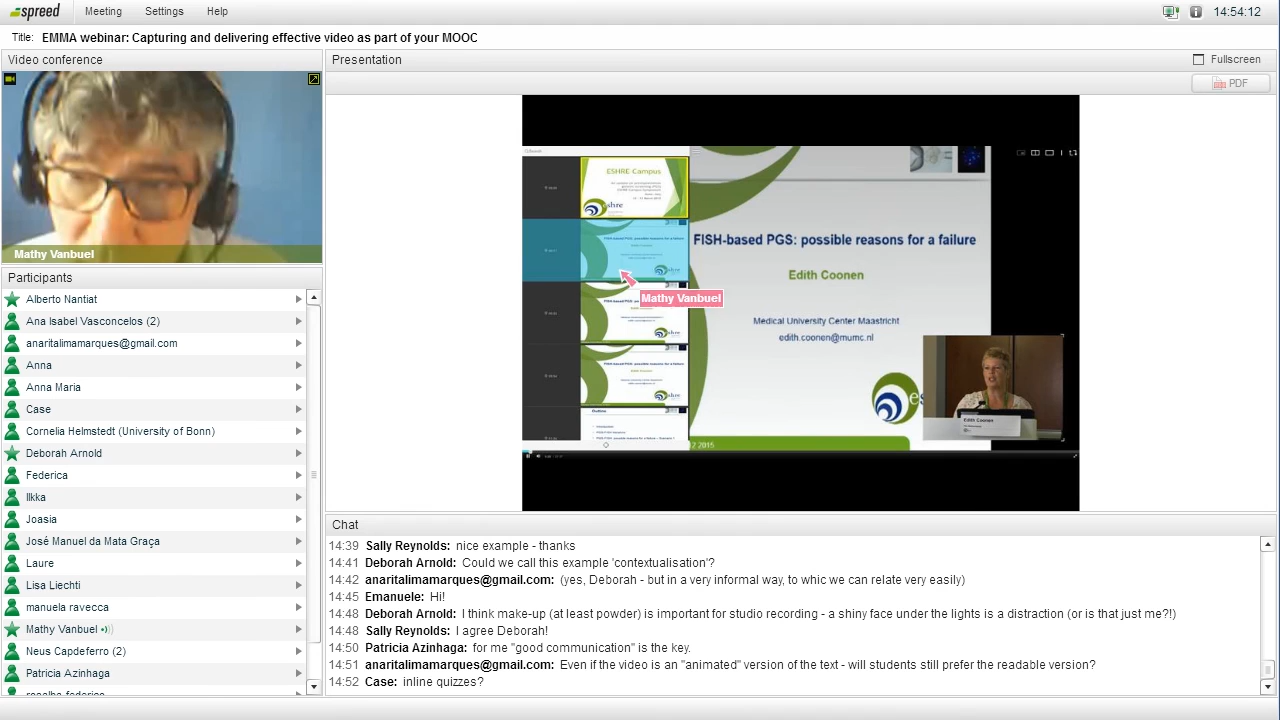 spreed
Meeting
Settings
Help
14:54:12
Title: EMMA webinar: Capturing and delivering effective video as part of your MOOC
Video conference
Mathy Vanbuel
Participants
Alberto Nantiat
Ana Isabel Vasconcelos (2)
anaritalimamarques@gmail.com
Anna
Anna Maria
Case
Deborah Arnold
Federica
Ilkka
Joasia
José Manuel da Mata Graça
Laure
Lisa Liechti
manuela ravecca
Mathy Vanbuel
Neus Capdeferro (2)
Patricia Azinhaga
Presentation
Fullscreen
PDF
ESHRE Campus
Outline
Mathy Vanbuel
FISH-based PGS: possible reasons for a failure
Edith Coonen
Medical University Center Maastricht
edith.coonen@mumc.nl
2015
Edith Coonen
Chat
14:39 Sally Reynolds: nice example - thanks
14:41 Deborah Arnold: Could we call this example 'contextualisation'?
14:42 anaritalimamarques@gmail.com: (yes, Deborah - but in a very informal way, to whic we can relate very easily)
14:45 Emanuele: Hi!
14:48 Deborah Arnold: I think make-up (at least powder) is important for studio recording - a shiny face under the lights is a distraction (or is that just me?!)
14:48 Sally Reynolds: I agree Deborah!
14:50 Patricia Azinhaga: for me "good communication" is the key.
14:51 anaritalimamarques@gmail.com: Even if the video is an "animated" version of the text - will students still prefer the readable version?
14:52 Case: inline quizzes?